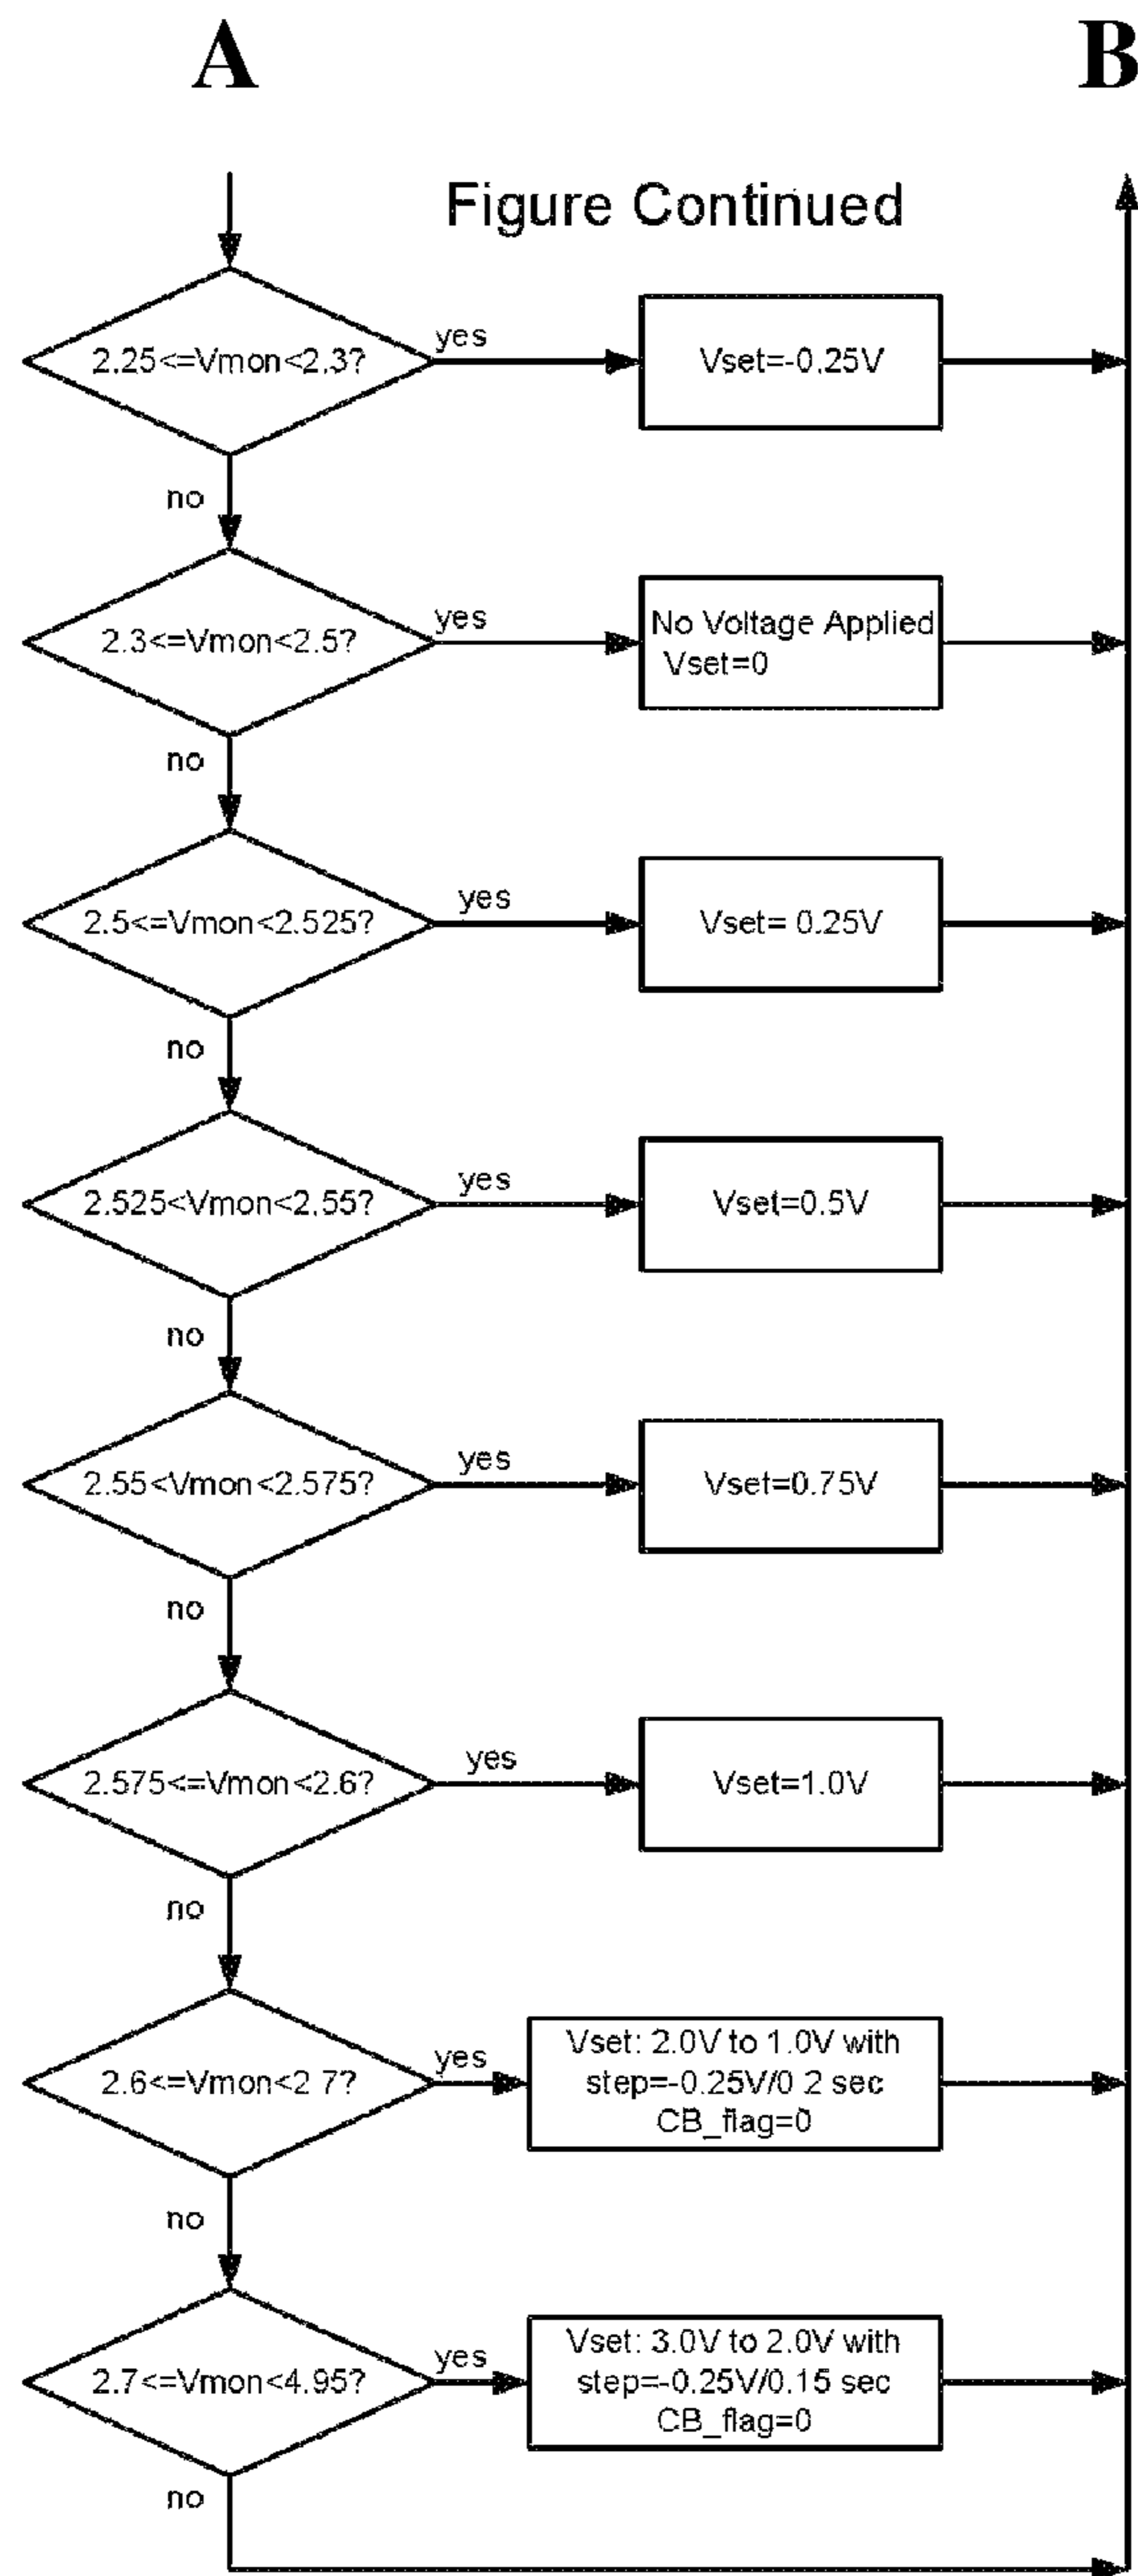 A
B
Figure Continued
2.25<=Vmon<2.3?
yes
Vset=-0.25V
no
2.3<=Vmon<2.5?
yes
No Voltage Applied
Vset=0
no
2.5<=Vmon<2.525?
yes
Vset= 0.25V
no
2.525<Vmon<2.55?
yes
Vset=0.5V
no
2.55<Vmon<2.575?
yes
Vset=0.75V
no
2.575<=Vmon<2.6?
yes
Vset=1.0V
no
2.6<=Vmon<2 7?
yes
Vset: 2.0V to 1.0V with
step=-0.25V/0 2 sec
CB_flag=0
no
2.7<=Vmon<4.95?
yes
Vset: 3.0V to 2.0V with
step=-0.25V/0.15 sec
CB_flag=0
no